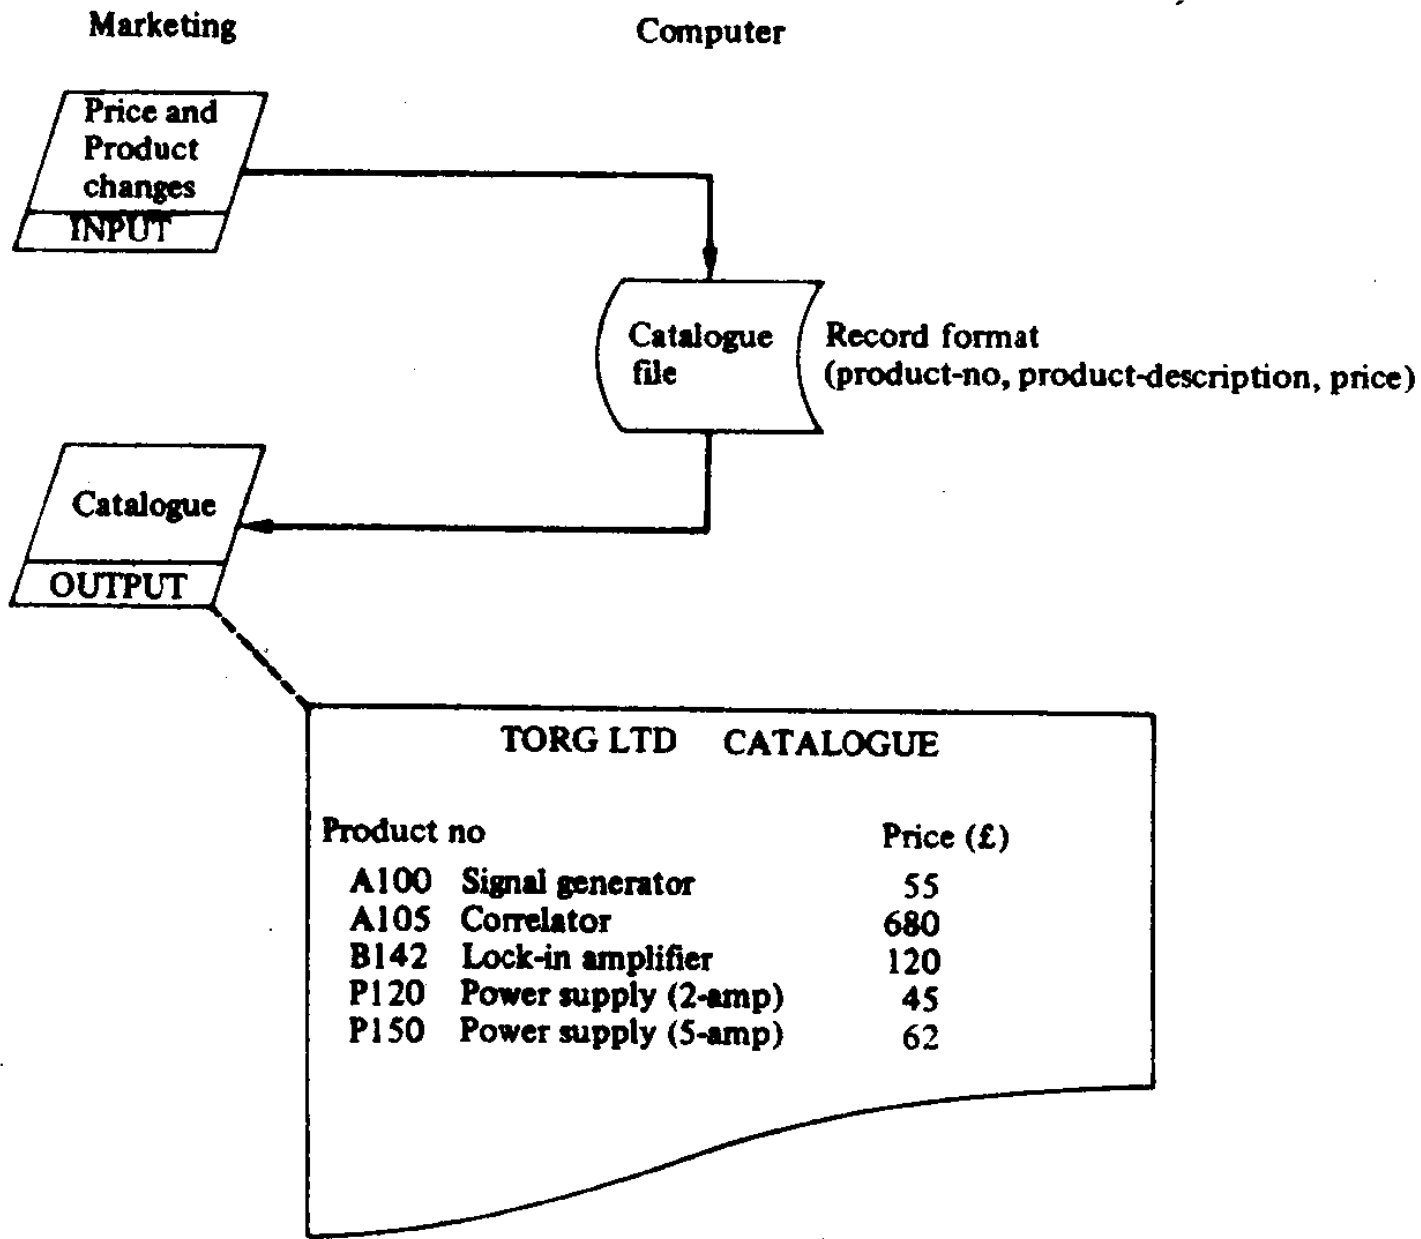 Marketing
Computer
Price and
Product
changes
INPUT
Catalogue
file
Record format
(product-no, product-description, price)
Catalogue
OUTPUT
TORG LTD CATALOGUE
Product no Price (£)
A100 Signal generator 55
A105 Correlator 680
B142 Lock-in amplifier 120
P120 Power supply (2-amp) 45
P150 Power supply (5-amp) 62